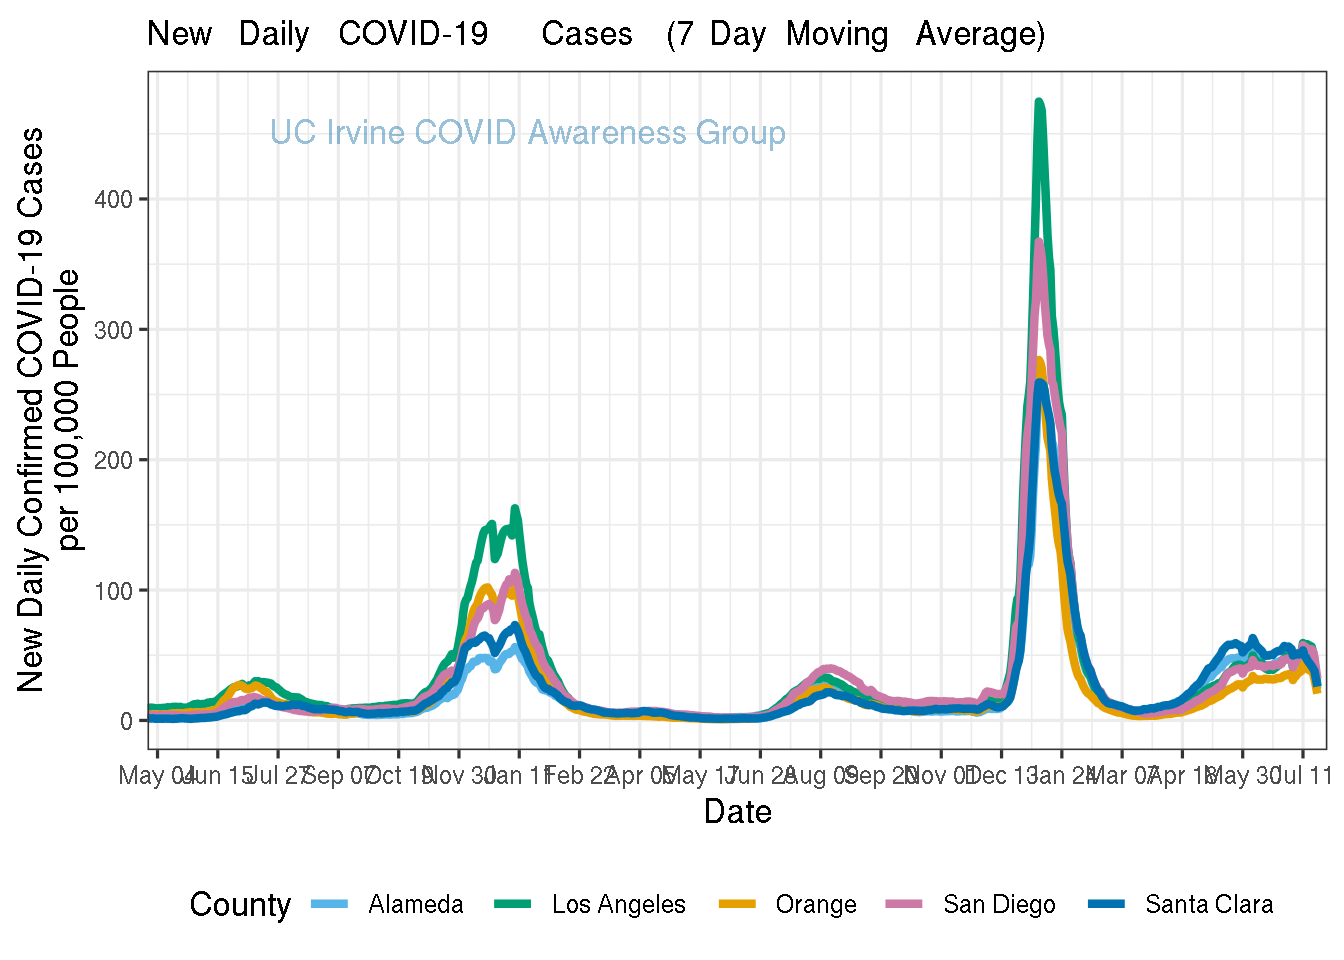 New Daily COVID-19 Cases (7 Day Moving Average)
UC Irvine COVID Awareness Group
New Daily Confirmed COVID-19 Cases
per 100,000 People
400
300
200
100
0
May 04 Jun 15 Jul 27 Sep 07 Oct 19 Nov 30 Jan 11 Feb 22 Apr 05 May 17 Jun 28 Aug 09 Sep 20 Nov 01 Dec 13 Jan 24 Mar 07 Apr 18 May 30 Jul 11
Date
County Alameda Los Angeles Orange San Diego Santa Clara